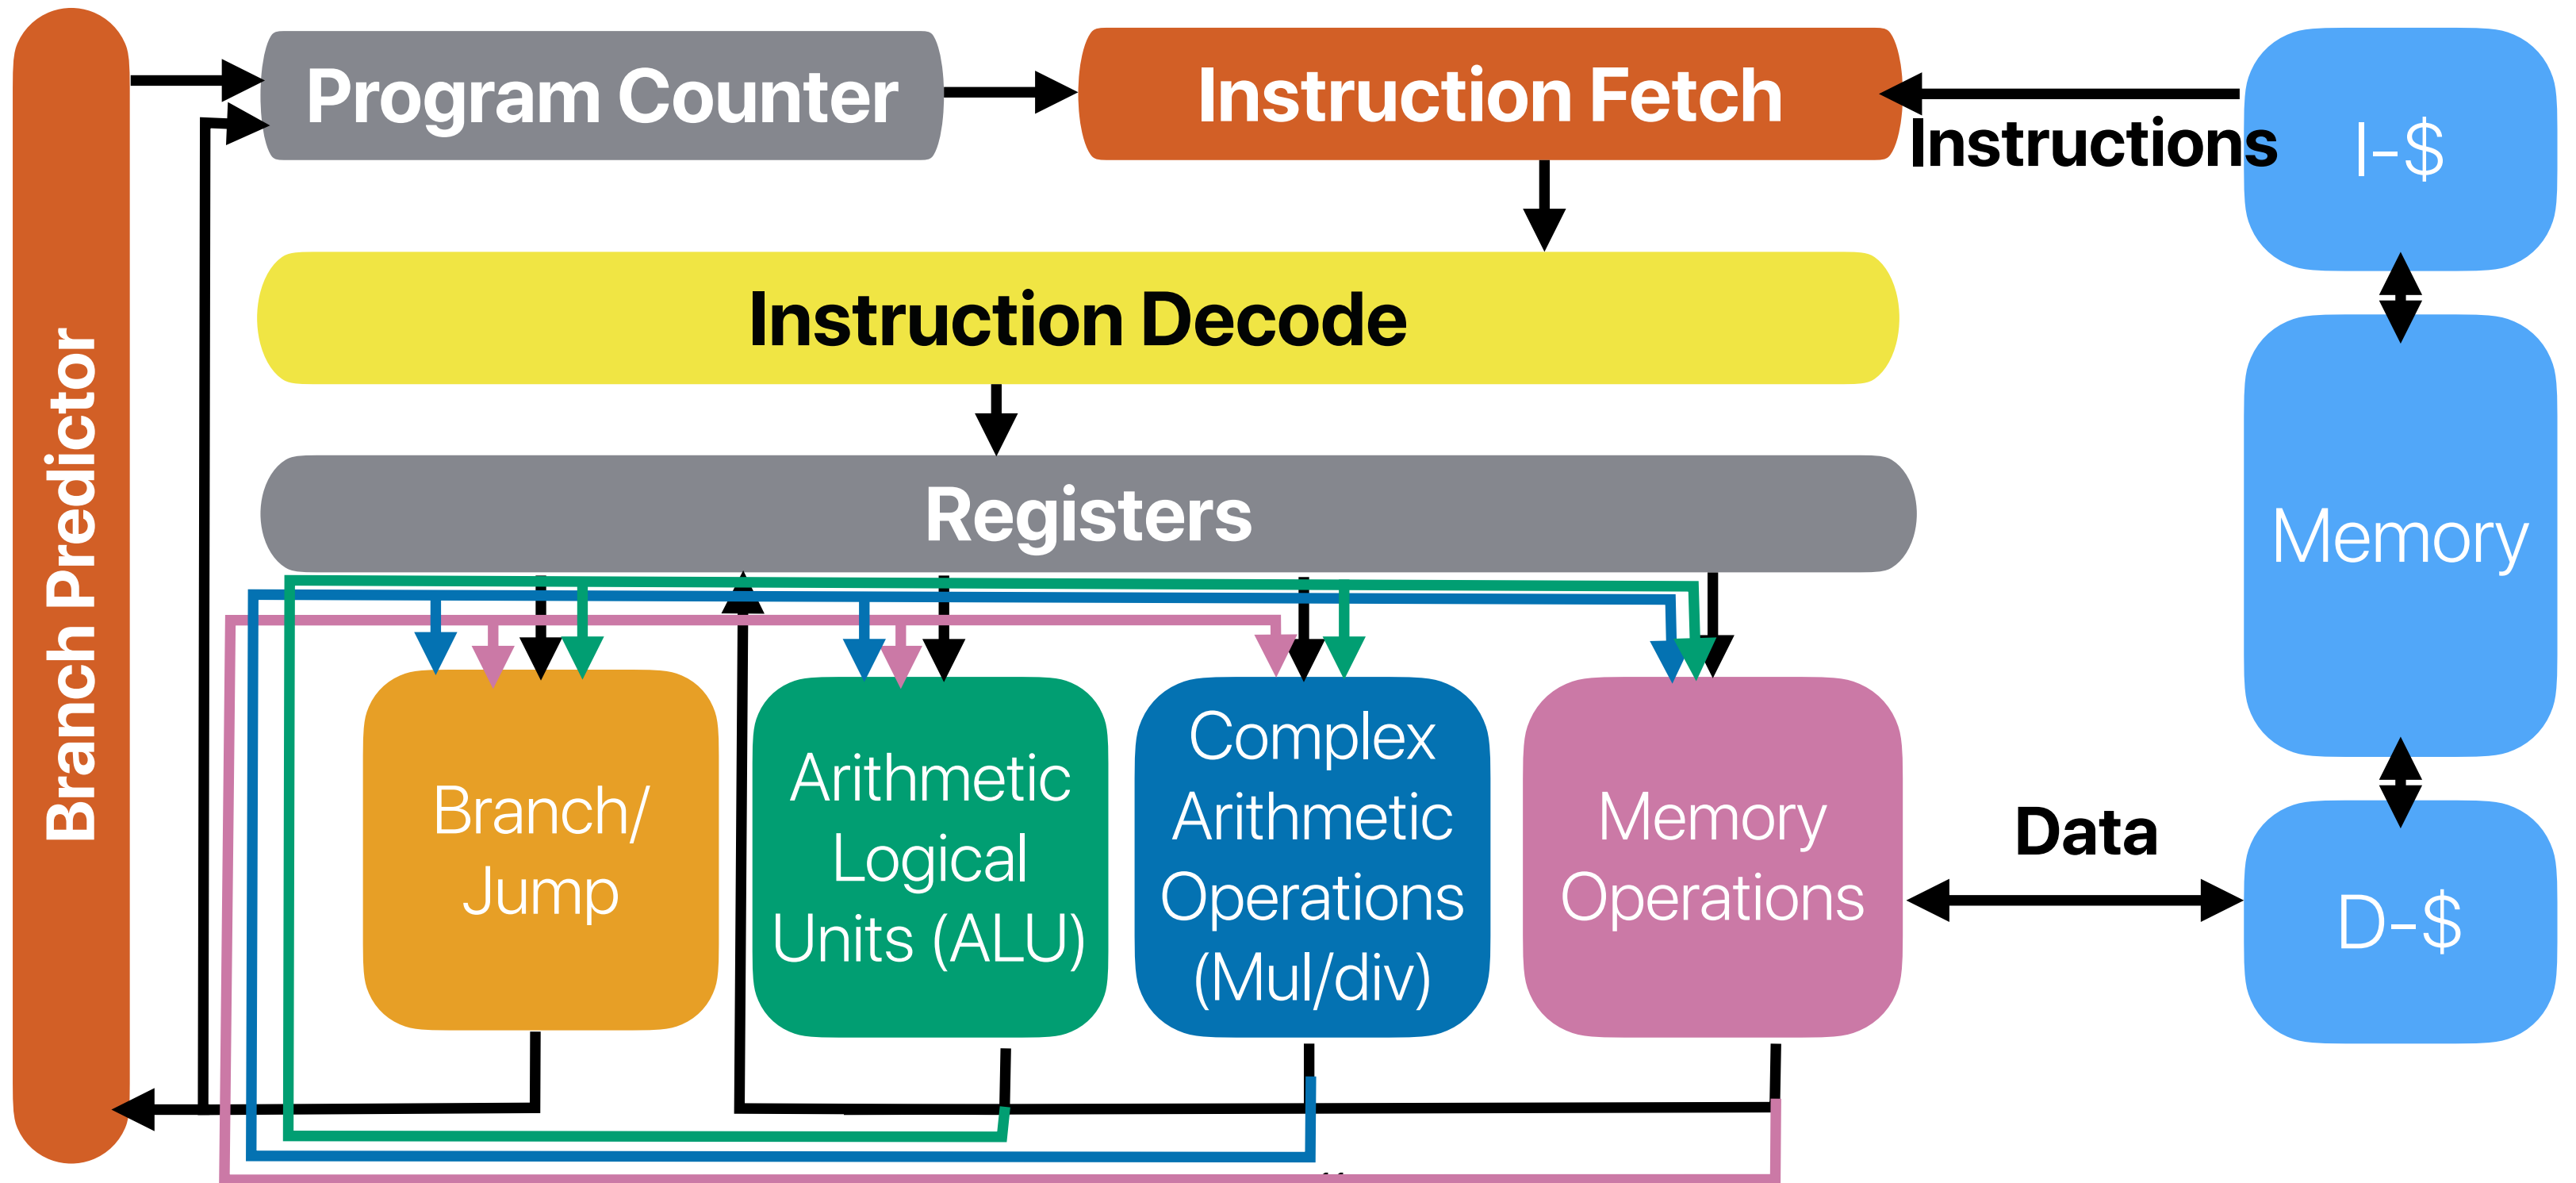 Program Counter
Instruction Fetch
Instructions
I-$
Instruction Decode
Branch Predictor
Registers
Memory
Branch/
Jump
Arithmetic
Logical
Units (ALU)
Complex
Arithmetic
Operations
(Mul/div)
Memory
Operations
Data
D-$